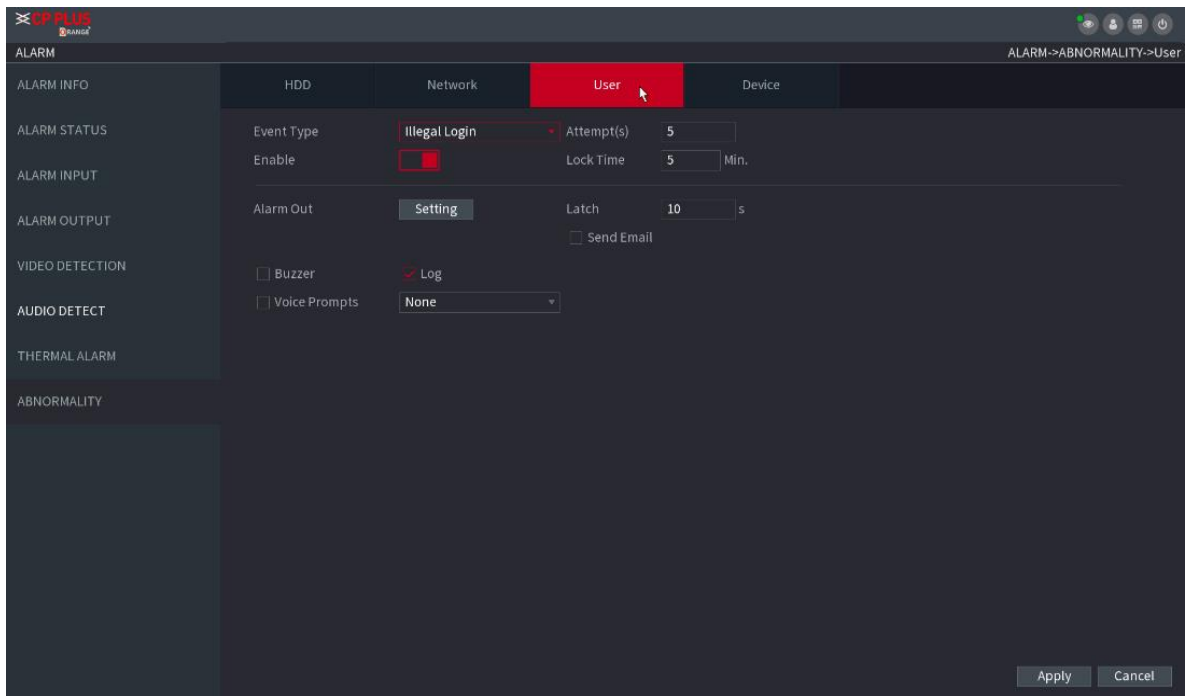 CP PLUS
ORANGE
ALARM
ALARM->ABNORMALITY->User
ALARM INFO
ALARM STATUS
ALARM INPUT
ALARM OUTPUT
VIDEO DETECTION
AUDIO DETECT
THERMAL ALARM
ABNORMALITY
HDD Network User Device
Event Type Illegal Login Attempt(s) 5
Enable Lock Time 5 Min.
Alarm Out Setting Latch 10 s
Send Email
Buzzer Log
Voice Prompts None
Apply Cancel